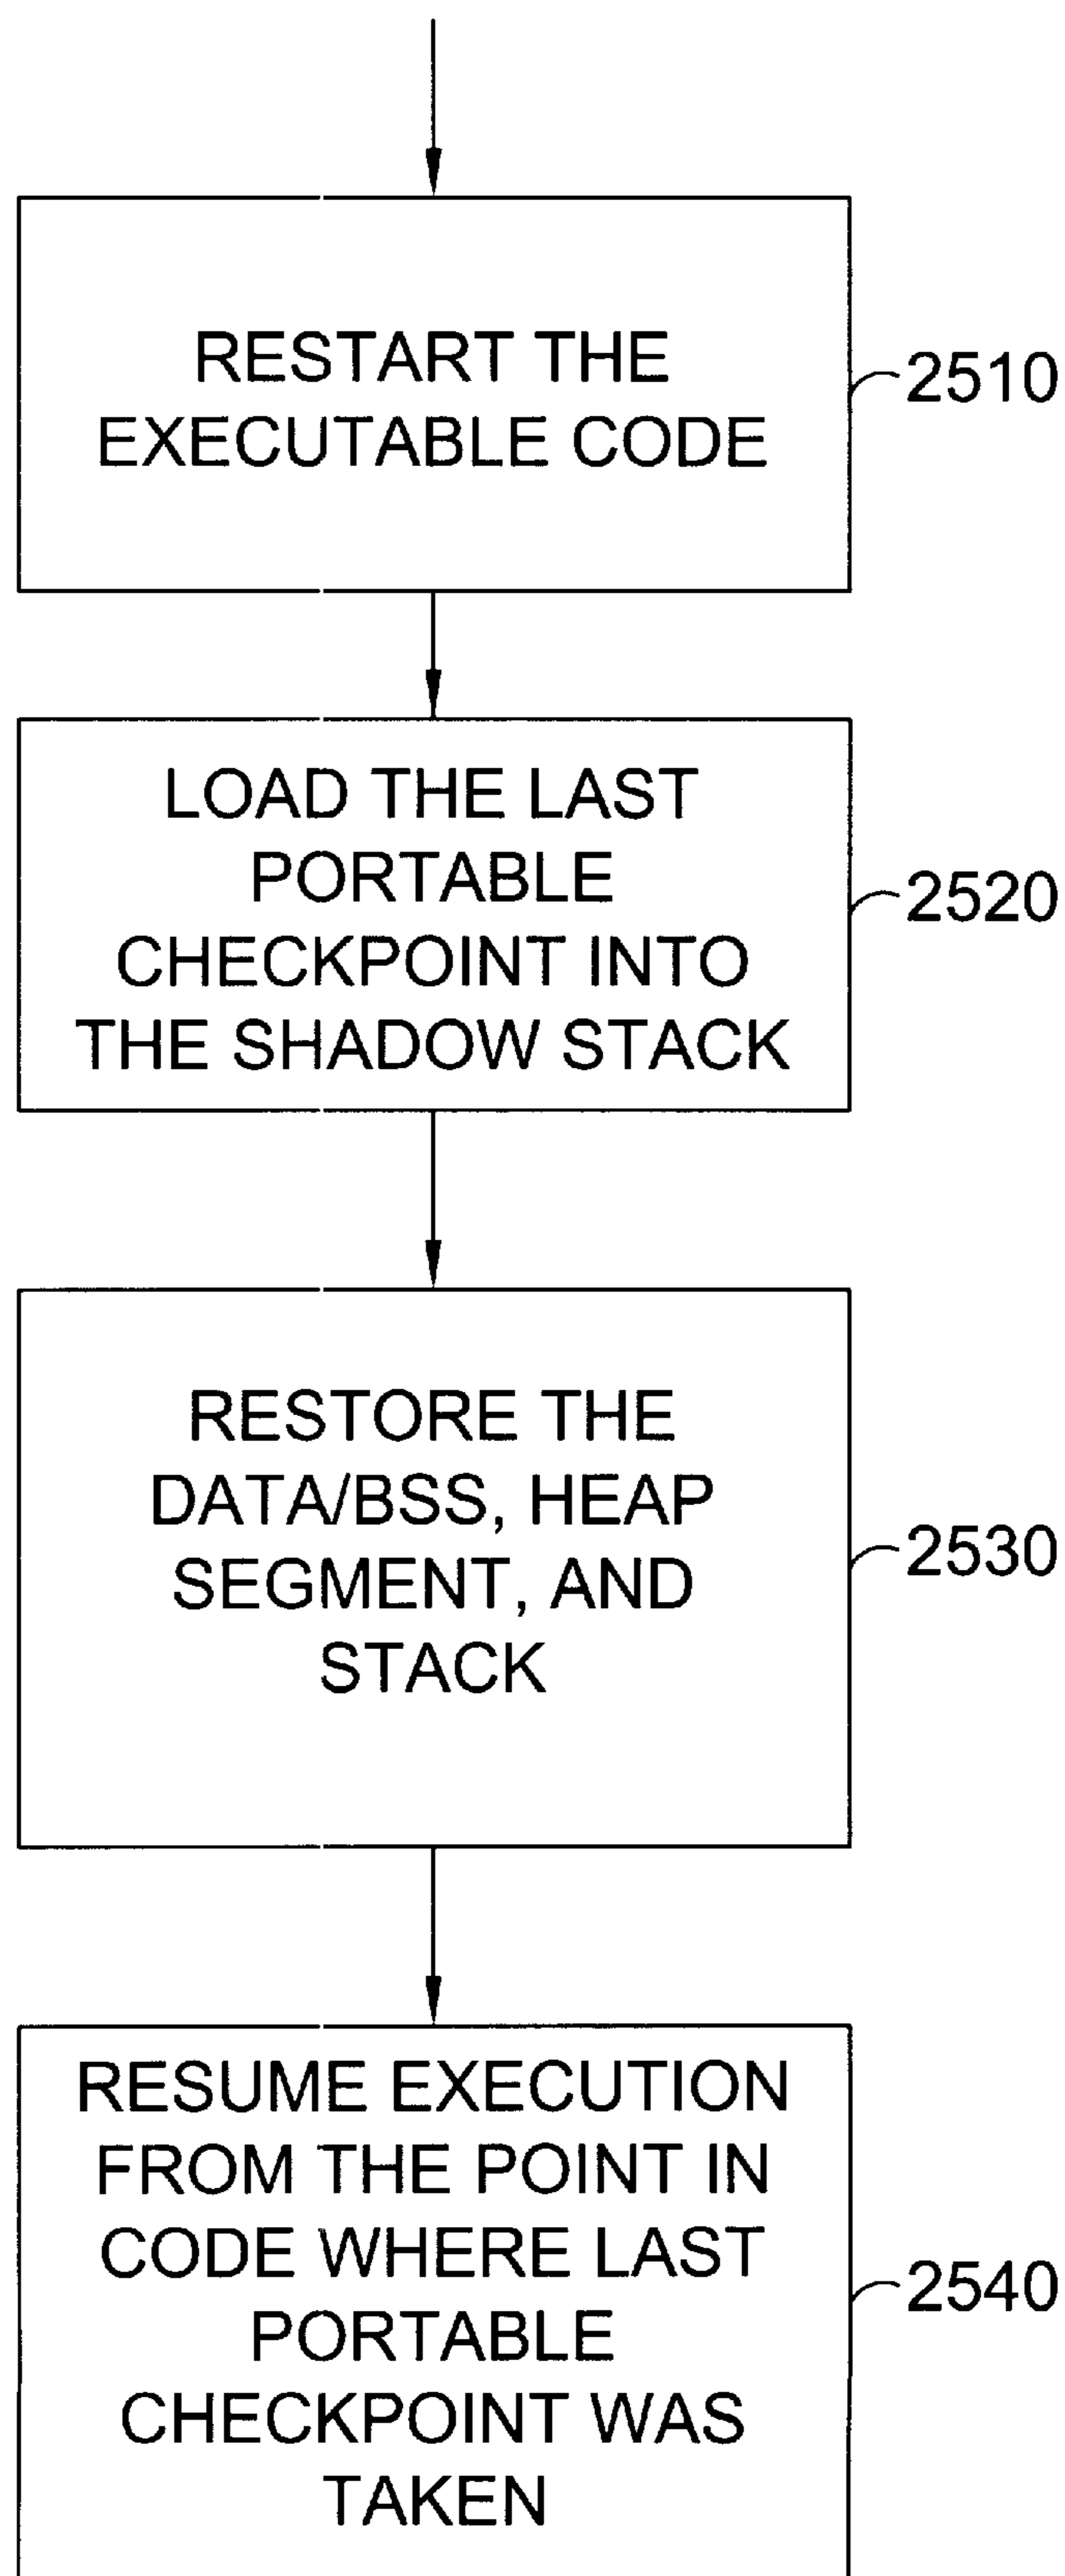 RESTART THE
EXECUTABLE CODE
2510
LOAD THE LAST
PORTABLE
CHECKPOINT INTO
THE SHADOW STACK
2520
RESTORE THE
DATA/BSS, HEAP
SEGMENT, AND
STACK
2530
RESUME EXECUTION
FROM THE POINT IN
CODE WHERE LAST
PORTABLE
CHECKPOINT WAS
TAKEN
2540